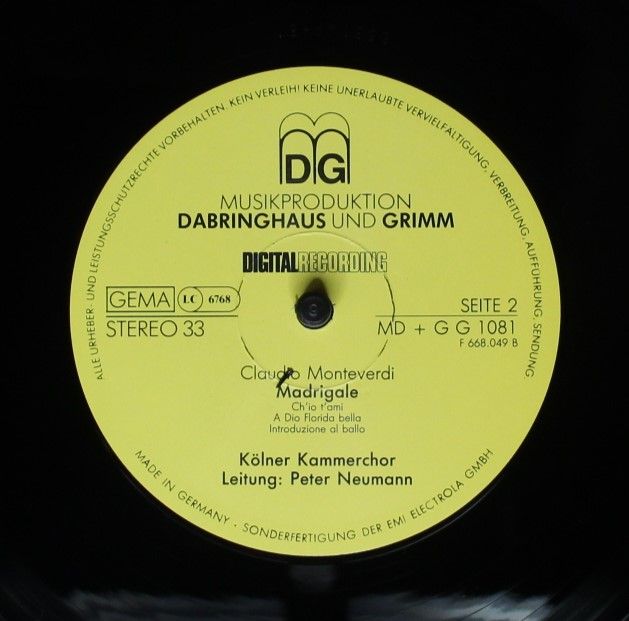 ALLE URHEBER- UND LEISTUNGSSCHUTZRECHTE VORBEHALTEN. KEIN VERLEIH! KEINE UNERLAUBTE VERVIELFÄLTIGUNG, VERBREITUNG, AUFFÜHRUNG, SENDUNG
DG
MUSIKPRODUKTION
DABRINGHAUS UND GRIMM
DIGITAL RECORDING
GEMA LC 6768
STEREO 33
SEITE 2
MD + G G 1081
F 668.049 B
Claudio Monteverdi
Madrigale
Ch'io t'ami
A Dio Florida bella
Introduzione al ballo
Kölner Kammerchor
Leitung: Peter Neumann
MADE IN GERMANY · SONDERFERTIGUNG DER EMI ELECTROLA GMBH